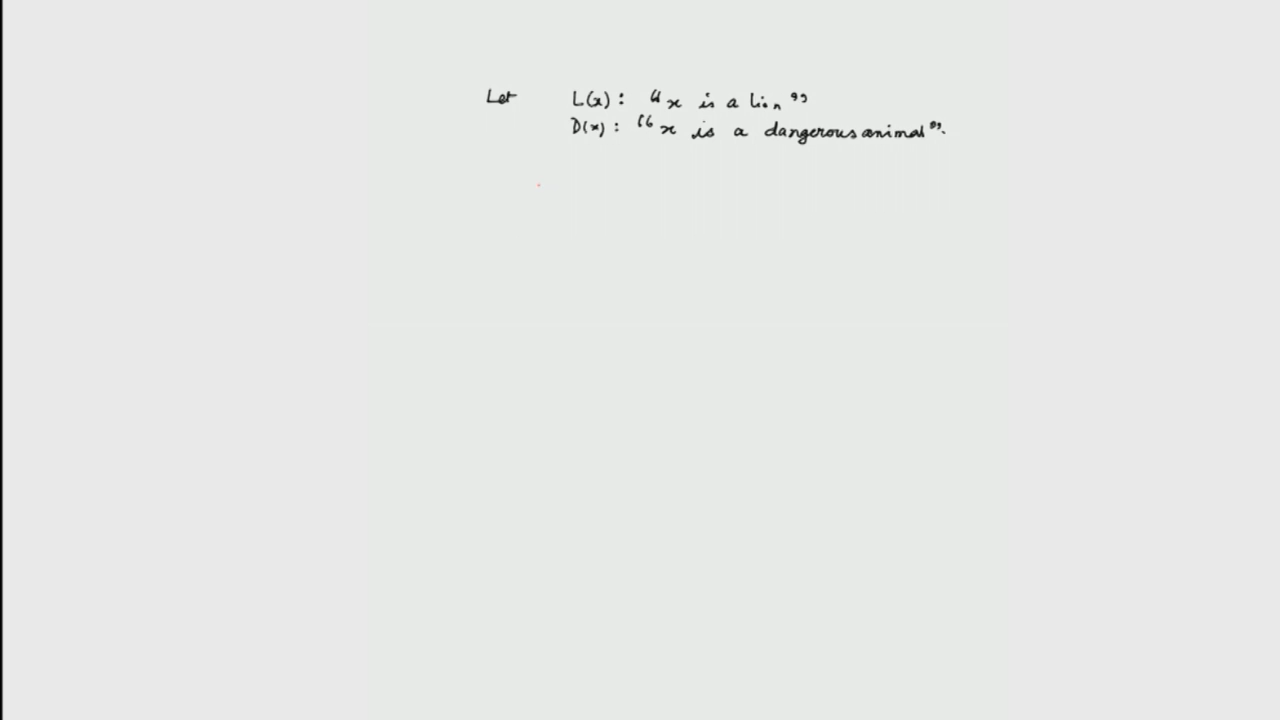 Let L(x): "x is a lion"
D(x): "x is a dangerous animal".